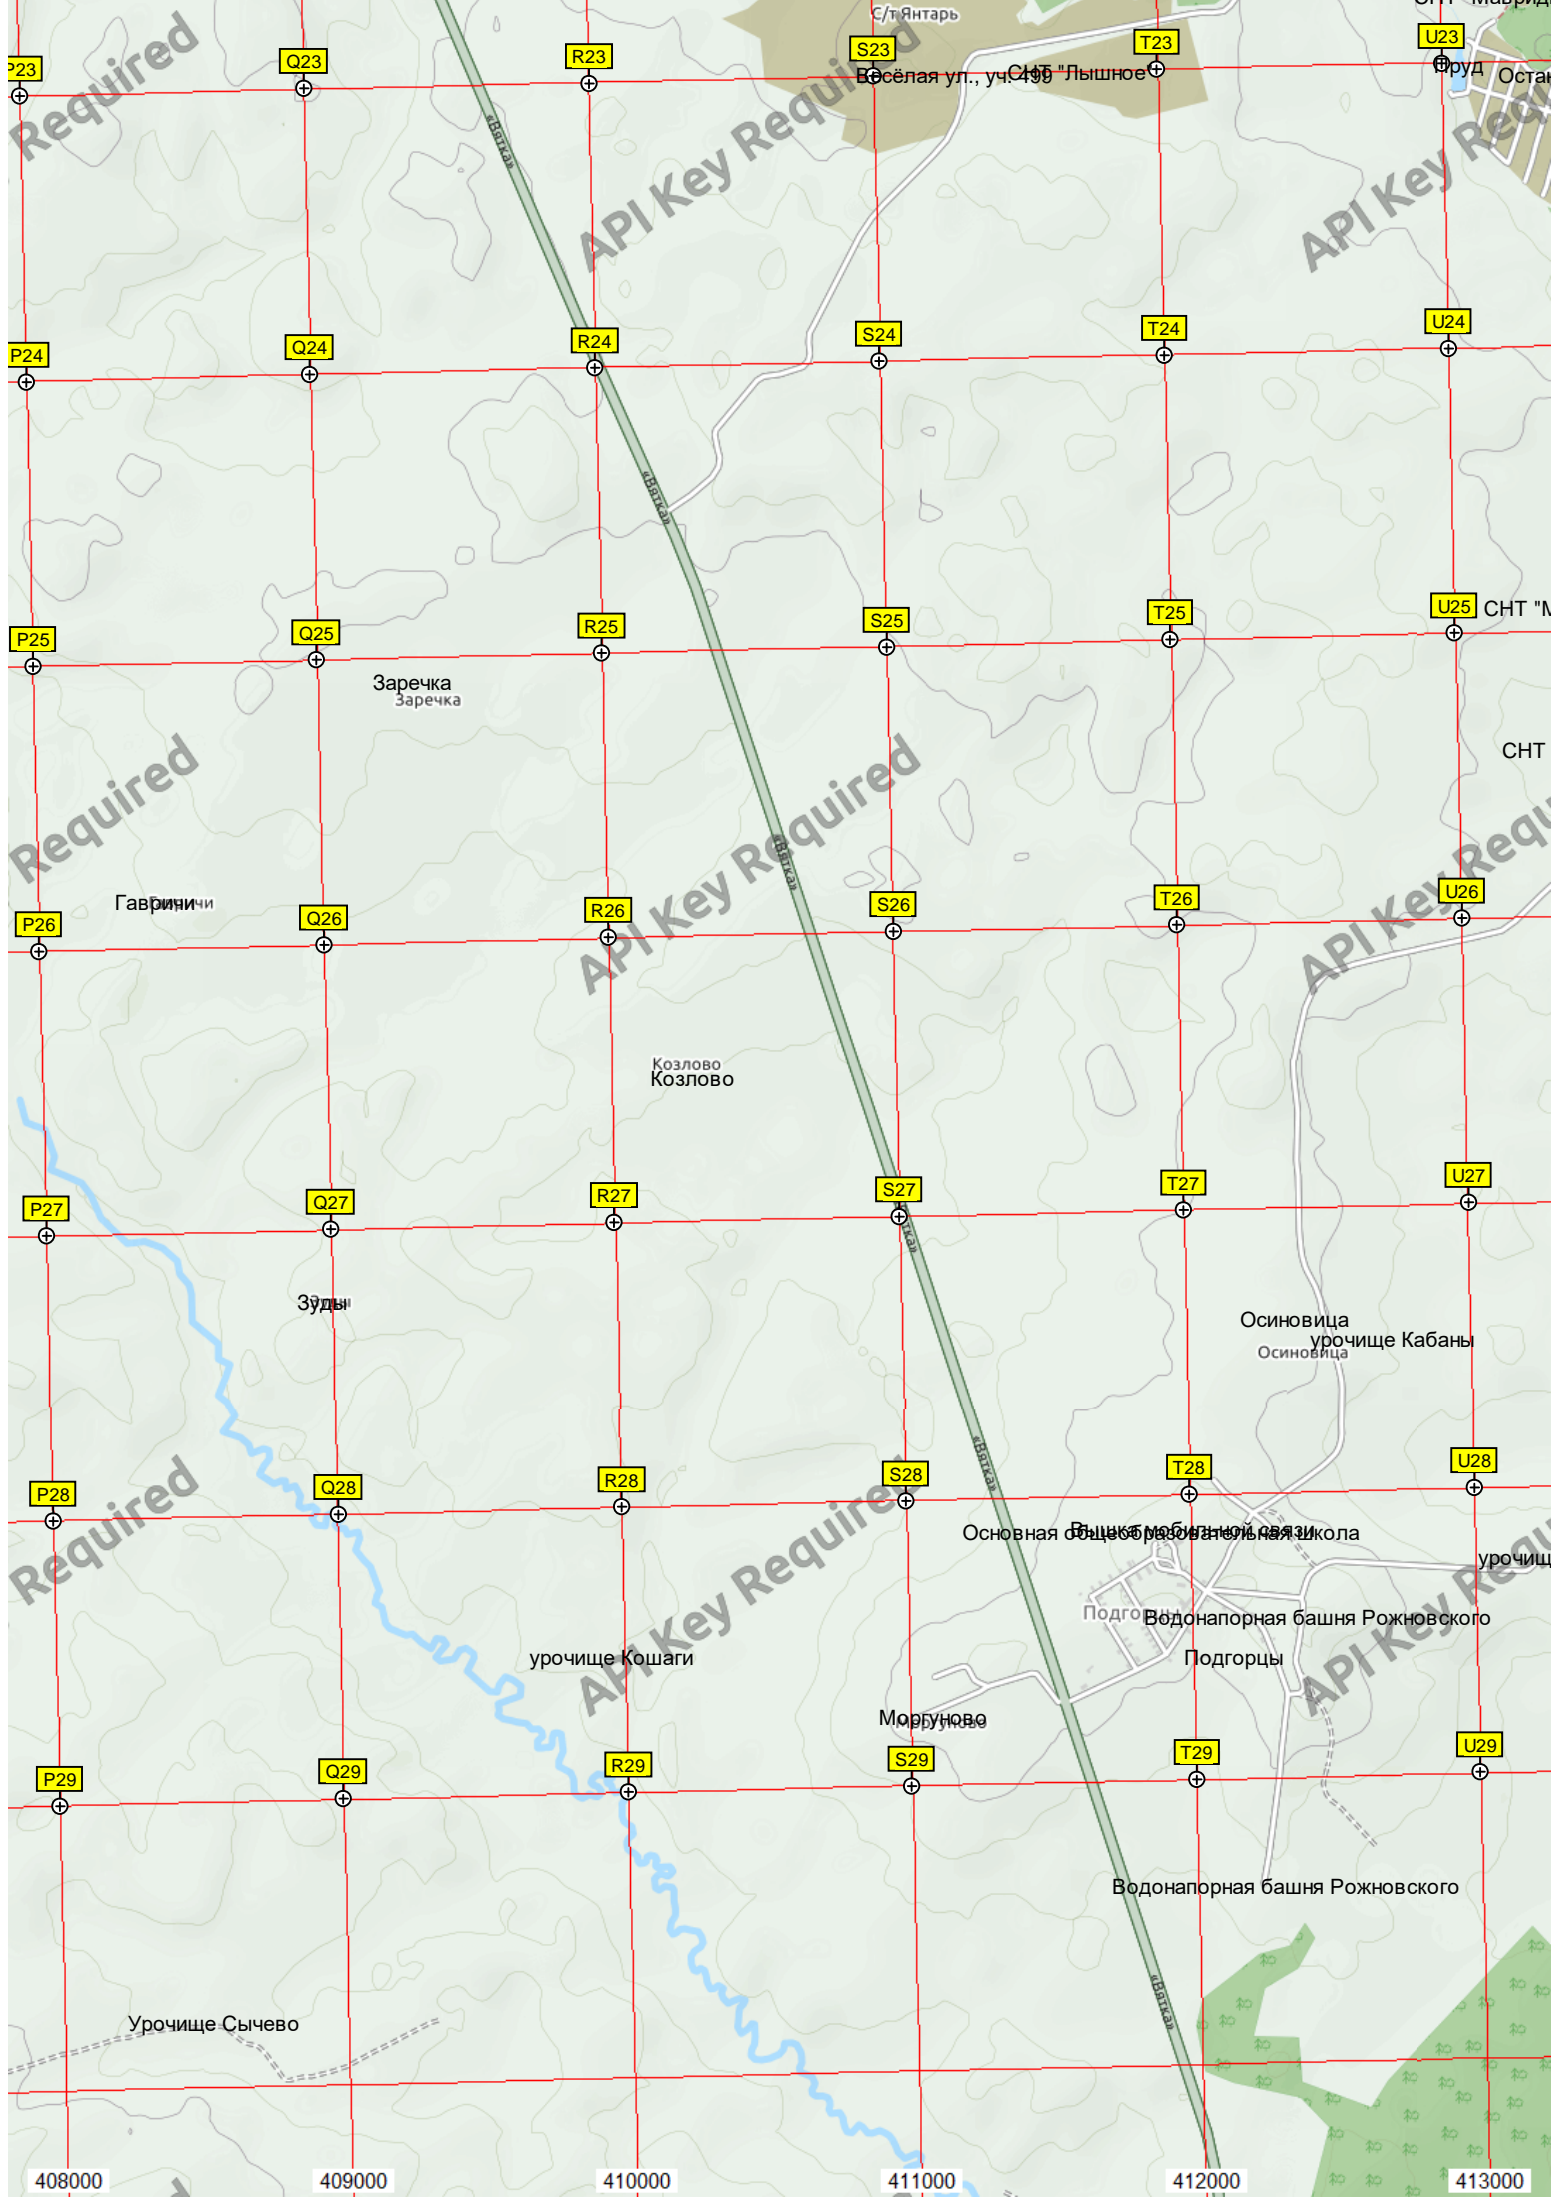 С/т Янтарь
P23
Q23
R23
S23
T23
U23
Весёлая ул., уч. 499
СНТ "Лышное"
Пруд
Required
API Key Required
«Вятка»
P24
Q24
R24
S24
T24
U24
«Вятка»
P25
Q25
R25
S25
T25
U25
СНТ "М
Заречка
Заречка
СНТ
Required
API Key Required
«Вятка»
Гавричи
P26
Q26
R26
S26
T26
U26
Козлово
Козлово
P27
Q27
R27
S27
T27
U27
Зуды
Осиновица
урочище Кабаны
Осиновица
«Вятка»
P28
Q28
R28
S28
T28
U28
Основная общеобразовательная школа
Вышка мобильной связи
Required
API Key Required
Подгорцы
Водонапорная башня Рожновского
урочище Кошаги
Подгорцы
Моргуново
Моргуново
P29
Q29
R29
S29
T29
U29
Водонапорная башня Рожновского
«Вятка»
Урочище Сычево
408000
409000
410000
411000
412000
413000